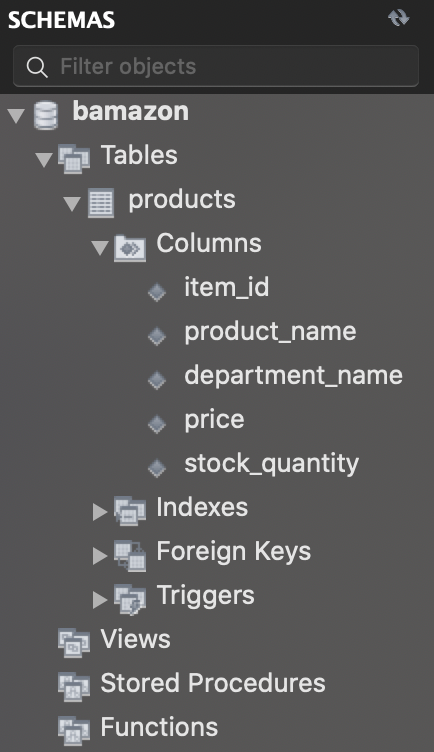 SCHEMAS
Filter objects
bamazon
Tables
products
Columns
item_id
product_name
department_name
price
stock_quantity
Indexes
Foreign Keys
Triggers
Views
Stored Procedures
Functions